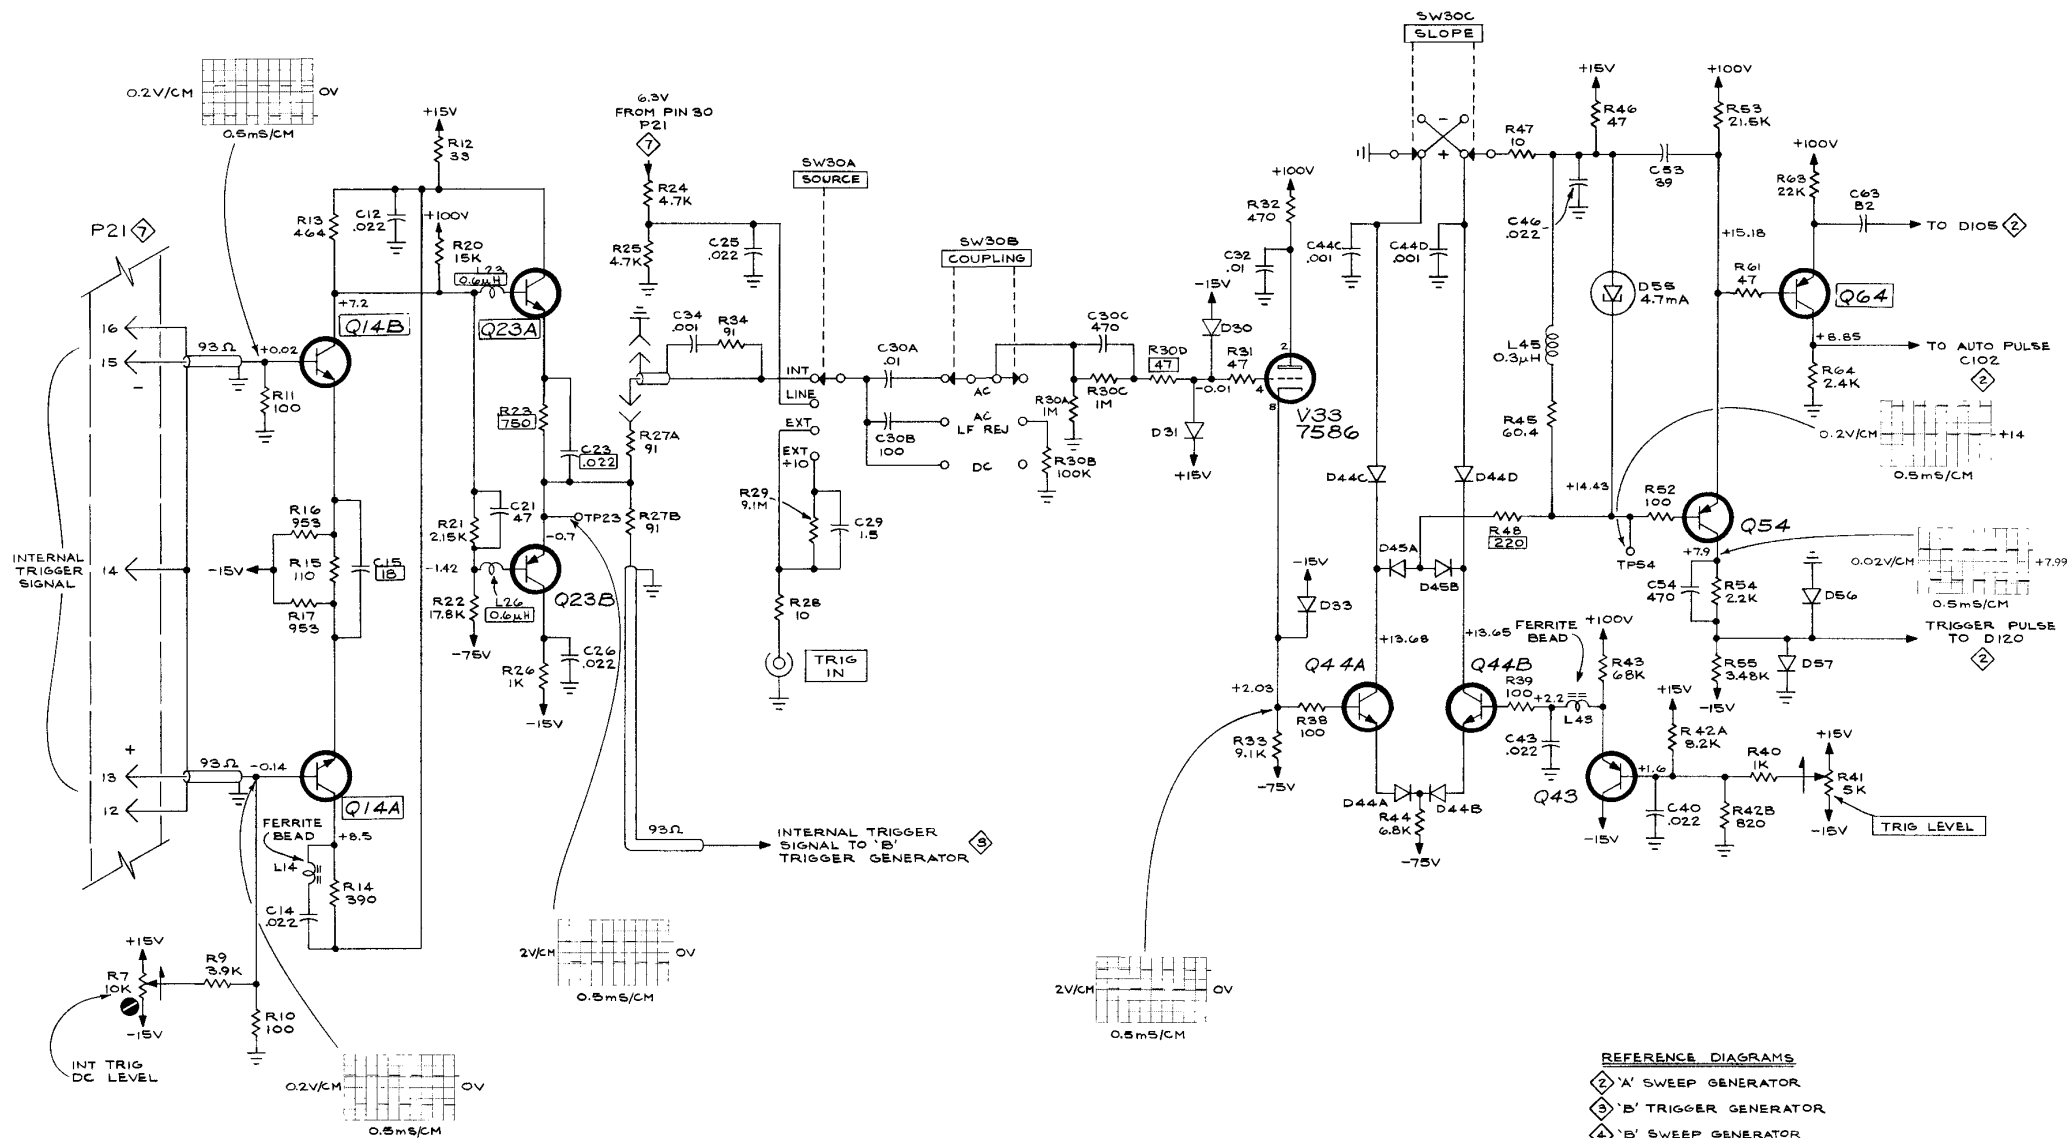 SW30C
SLOPE
0.2V/CM
0V
0.5mS/CM
+15V
R12
33
6.3V
FROM PIN 30
P21
7
SW30A
SOURCE
R24
4.7K
R25
4.7K
C25
.022
+100V
R32
470
C32
.01
-
+
R47
10
+15V
R46
47
C53
39
+100V
R53
21.5K
+100V
R63
22K
C63
82
TO D105 2
P21 7
R13
464
C12
.022
+100V
R20
15K
L23
0.6µH
Q23A
SW30B
COUPLING
C44C
.001
C44D
.001
C46
.022
+15.18
R61
47
Q64
D55
4.7mA
+8.85
TO AUTO PULSE
C102
2
R64
2.4K
16
15
-
93Ω
+0.02
+7.2
Q14B
R11
100
C34
.001
R34
91
INT
LINE
EXT
EXT
÷10
C30A
.01
C30B
100
AC
AC
LF REJ
DC
C30C
470
R30A
1M
R30C
1M
R30B
100K
R30D
47
-15V
D30
-0.01
D31
+15V
R31
47
2
4
8
V33
7586
L45
0.3µH
R45
60.4
0.2V/CM
+14
0.5mS/CM
R23
750
C23
.022
R27A
91
R27B
91
R29
9.1M
C29
1.5
D44C
D44D
+14.43
R52
100
Q54
R48
220
TP54
INTERNAL
TRIGGER
SIGNAL
14
-15V
R16
953
R15
110
R17
953
C15
18
R21
2.15K
C21
47
TP23
-0.7
-1.42
R22
17.8K
-75V
L26
0.6µH
Q23B
R26
1K
C26
.022
-15V
R28
10
TRIG
IN
-15V
D33
D45A
D45B
+7.9
C54
470
R54
2.2K
0.02V/CM
+7.99
0.5mS/CM
D56
TRIGGER PULSE
TO D120
2
D57
R55
3.48K
-15V
+13.68
+13.65
Q44A
Q44B
FERRITE
BEAD
+100V
R43
68K
+2.03
R38
100
R33
9.1K
-75V
R39
100
+2.2
L43
C43
.022
+15V
R42A
8.2K
R40
1K
+15V
R41
5K
-15V
TRIG LEVEL
Q43
+1.6
-15V
C40
.022
R42B
820
D44A
D44B
R44
6.8K
-75V
+
13
12
93Ω
-0.14
Q14A
FERRITE
BEAD
L14
+8.5
R14
390
C14
.022
93Ω
INTERNAL TRIGGER
SIGNAL TO 'B'
TRIGGER GENERATOR
3
+15V
R7
10K
-15V
R9
3.9K
R10
100
INT TRIG
DC LEVEL
2V/CM
0V
0.5mS/CM
2V/CM
0V
0.5mS/CM
0.2V/CM
0V
0.5mS/CM
REFERENCE DIAGRAMS
2 'A' SWEEP GENERATOR
3 'B' TRIGGER GENERATOR
4 'B' SWEEP GENERATOR